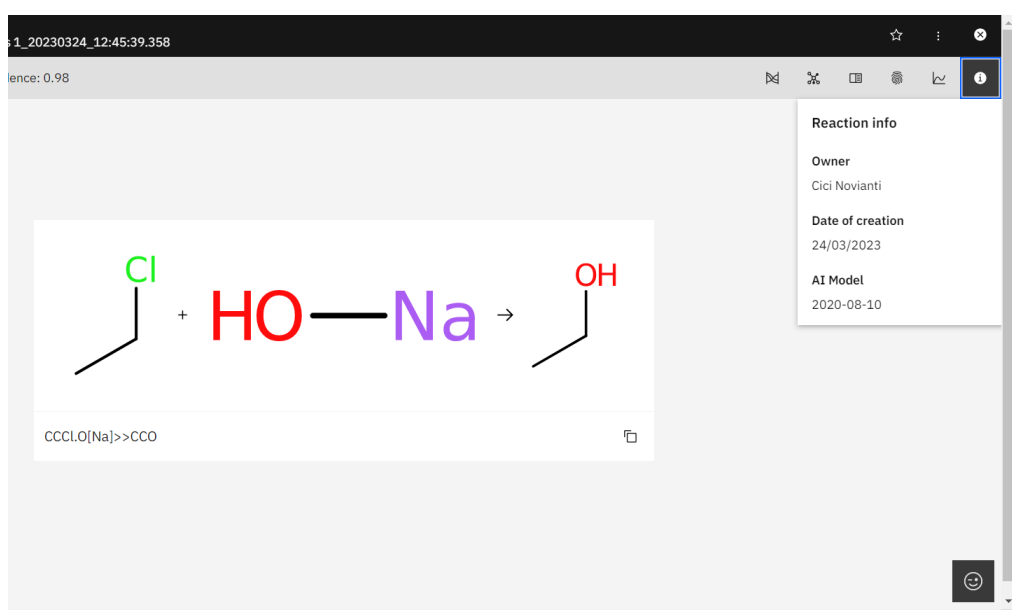 1_20230324_12:45:39.358
lence: 0.98
Reaction info
Owner
Cici Novianti
Date of creation
24/03/2023
AI Model
2020-08-10
Cl
+
HO
Na
→
OH
CCCl.O[Na]>>CCO